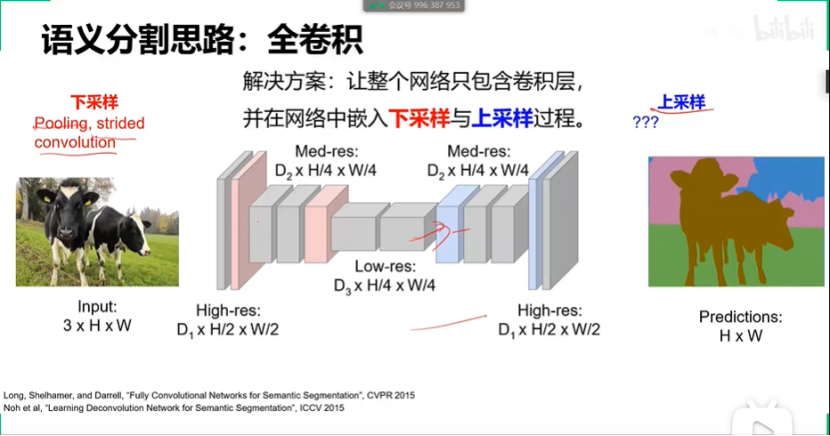 会议号 996 387 953
bilibili
语义分割思路：全卷积
解决方案：让整个网络只包含卷积层，
并在网络中嵌入下采样与上采样过程。
下采样
Pooling, strided
convolution
上采样
???
Med-res:
D₂ x H/4 x W/4
Med-res:
D₂ x H/4 x W/4
Low-res:
D₃ x H/4 x W/4
Input:
3 x H x W
High-res:
D₁ x H/2 x W/2
High-res:
D₁ x H/2 x W/2
Predictions:
H x W
Long, Shelhamer, and Darrell, “Fully Convolutional Networks for Semantic Segmentation”, CVPR 2015
Noh et al, “Learning Deconvolution Network for Semantic Segmentation”, ICCV 2015